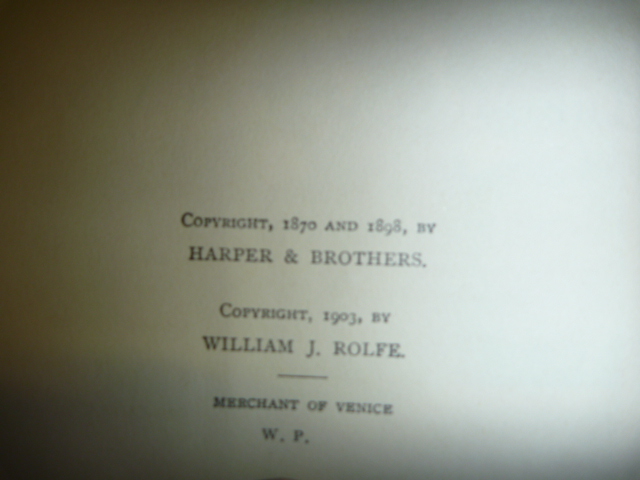 COPYRIGHT, 1870 AND 1898, BY
HARPER & BROTHERS.
COPYRIGHT, 1903, BY
WILLIAM J. ROLFE.
MERCHANT OF VENICE
W. P.